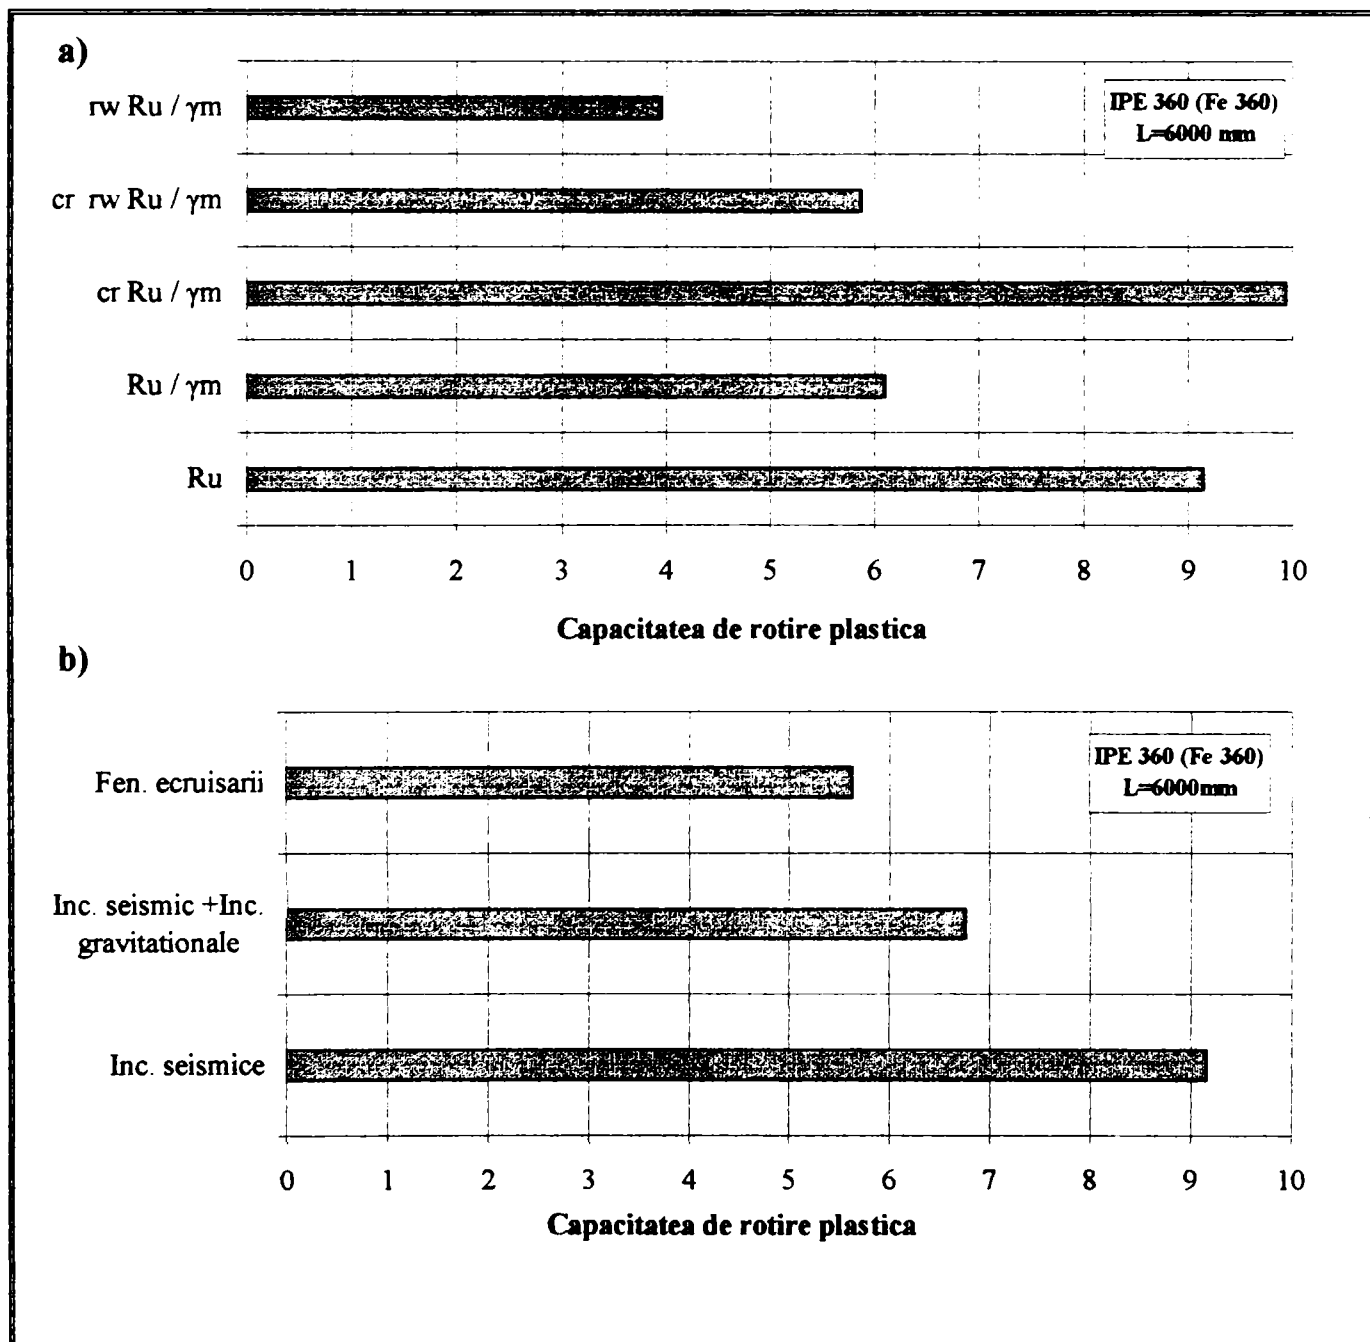 a)
IPE 360 (Fe 360)
L=6000 mm
rw Ru / γm
cr rw Ru / γm
cr Ru / γm
Ru / γm
Ru
0 1 2 3 4 5 6 7 8 9 10
Capacitatea de rotire plastica
b)
IPE 360 (Fe 360)
L=6000mm
Fen. ecruisarii
Inc. seismic +Inc.
gravitationale
Inc. seismice
0 1 2 3 4 5 6 7 8 9 10
Capacitatea de rotire plastica